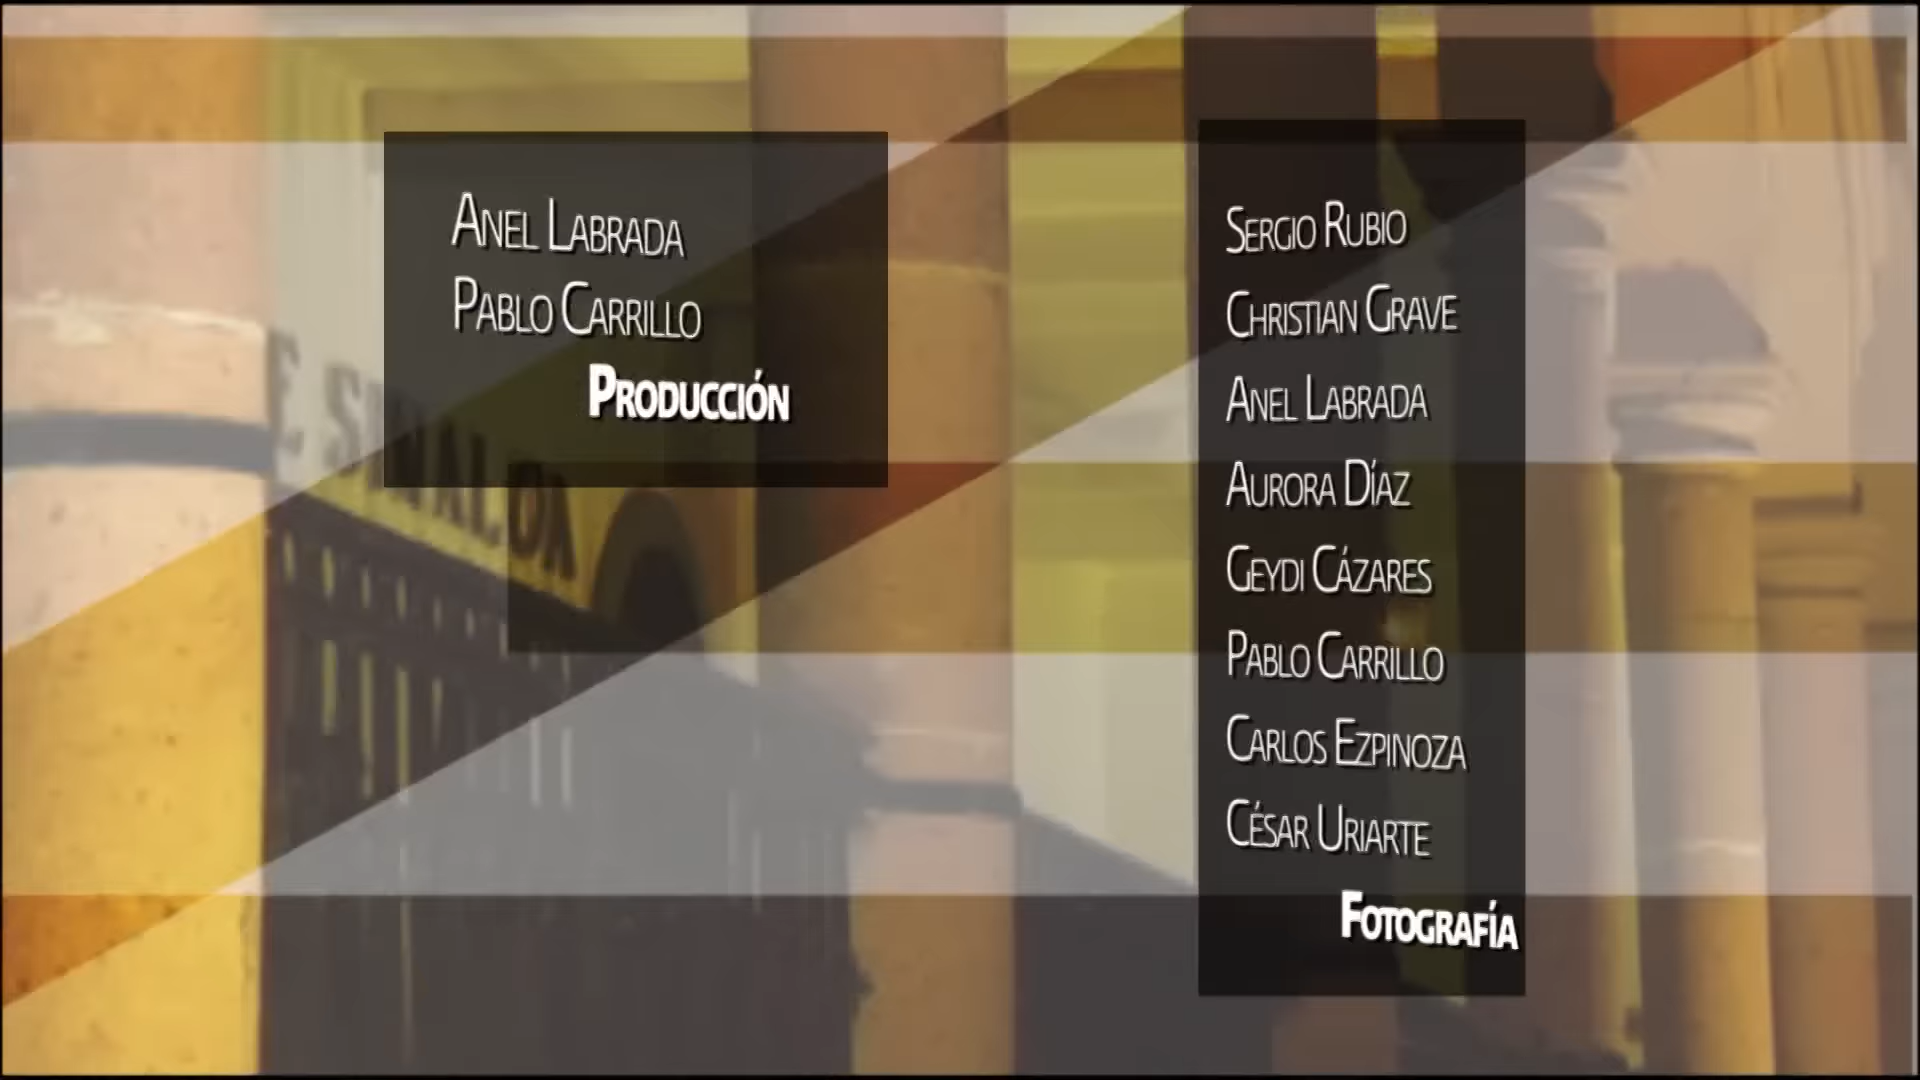 Anel Labrada
Pablo Carrillo
Producción
Sergio Rubio
Christian Grave
Anel Labrada
Aurora Díaz
Geydi Cázares
Pablo Carrillo
Carlos Ezpinoza
César Uriarte
Fotografía
E SINALOA